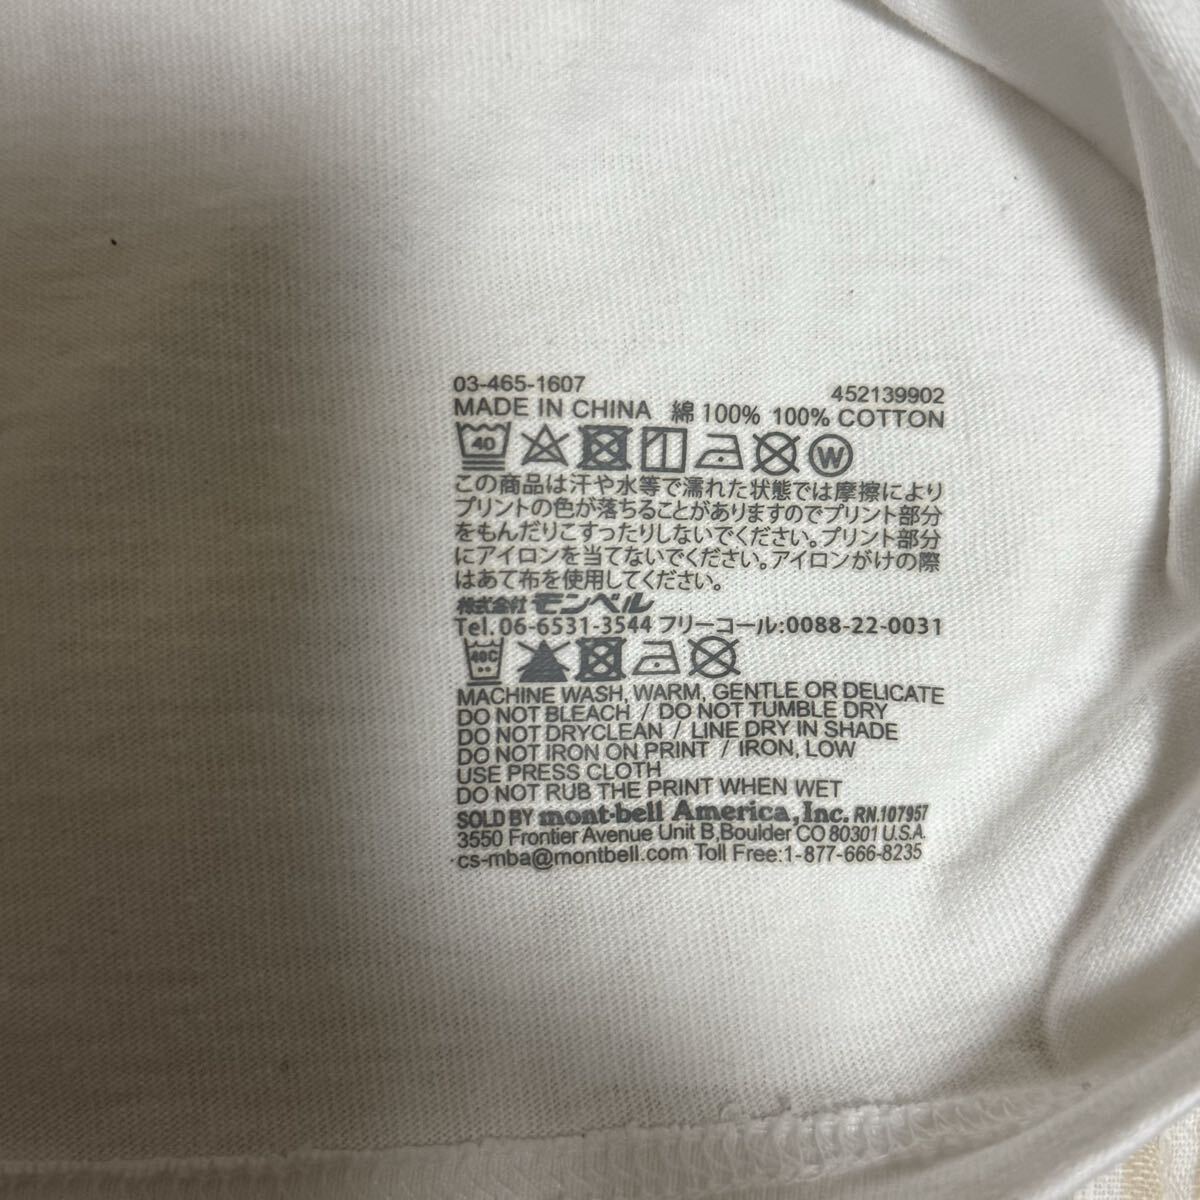 03-465-1607 452139902
MADE IN CHINA 綿 100% 100% COTTON
40 W
この商品は汗や水等で濡れた状態では摩擦により
プリントの色が落ちることがありますのでプリント部分
をもんだりこすったりしないでください。プリント部分
にアイロンを当てないでください。アイロンがけの際
はあて布を使用してください。
株式会社 モンベル
Tel.06-6531-3544 フリーコール:0088-22-0031
40C
MACHINE WASH, WARM, GENTLE OR DELICATE
DO NOT BLEACH / DO NOT TUMBLE DRY
DO NOT DRYCLEAN / LINE DRY IN SHADE
DO NOT IRON ON PRINT / IRON, LOW
USE PRESS CLOTH
DO NOT RUB THE PRINT WHEN WET
SOLD BY mont-bell America, Inc. RN.107957
3550 Frontier Avenue Unit B,Boulder CO 80301 U.S.A.
cs-mba@montbell.com Toll Free:1-877-666-8235